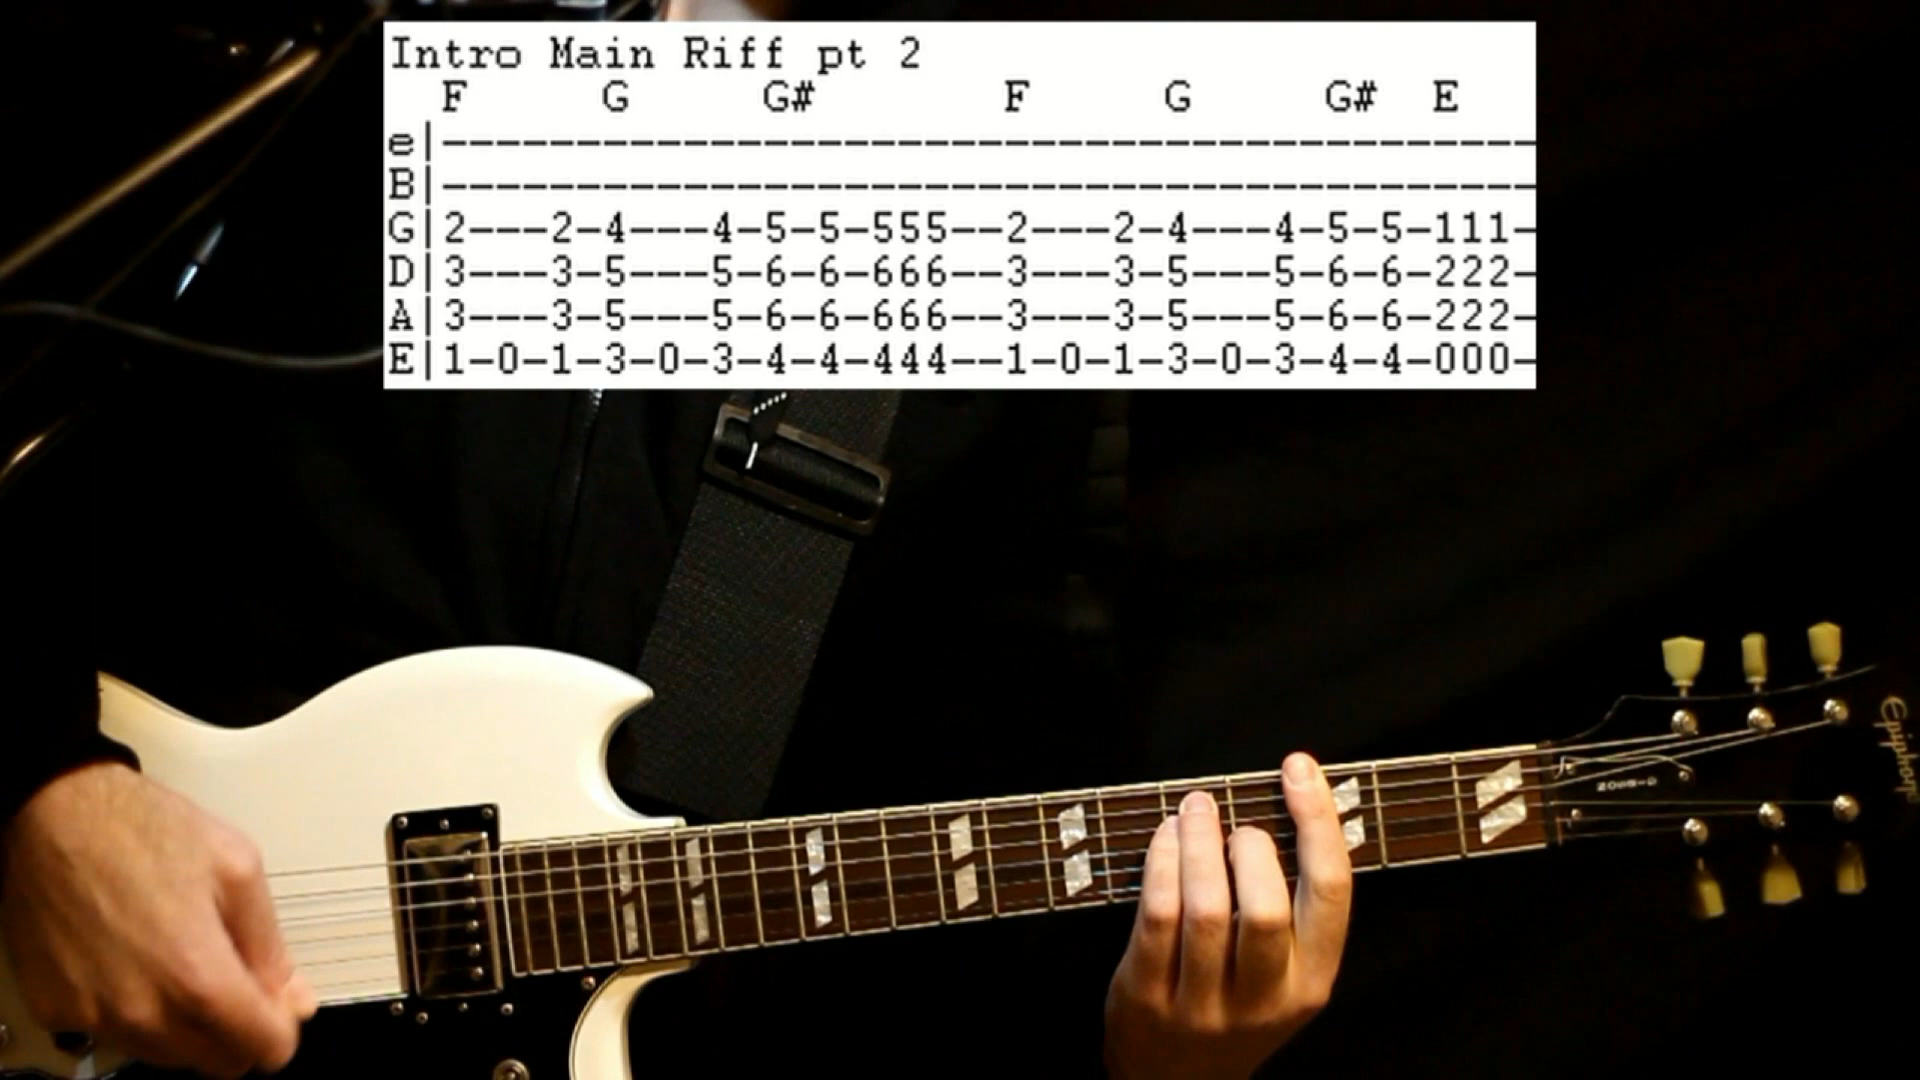 Intro Main Riff pt 2
F G G# F G G# E
e|-----------------------------------------
B|-----------------------------------------
G|2---2-4---4-5-5-555--2---2-4---4-5-5-111-
D|3---3-5---5-6-6-666--3---3-5---5-6-6-222-
A|3---3-5---5-6-6-666--3---3-5---5-6-6-222-
E|1-0-1-3-0-3-4-4-444--1-0-1-3-0-3-4-4-000-
Epiphone